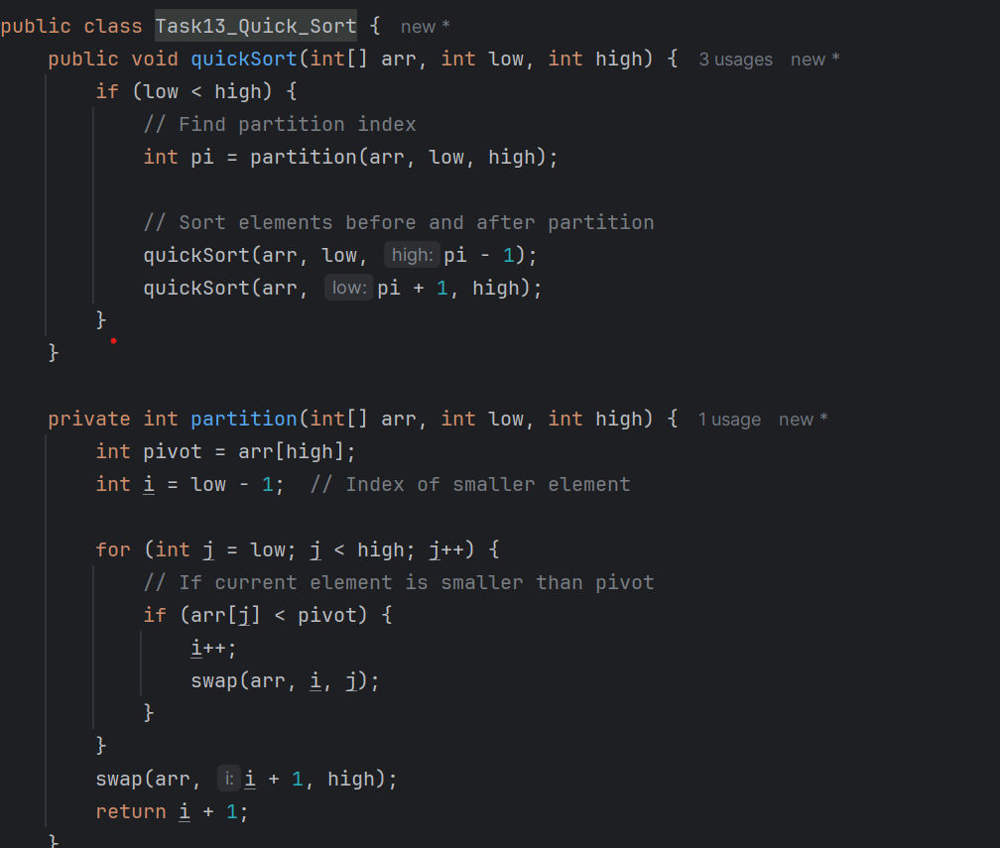 public class Task13_Quick_Sort { new *
public void quickSort(int[] arr, int low, int high) { 3 usages new *
if (low < high) {
// Find partition index
int pi = partition(arr, low, high);
// Sort elements before and after partition
quickSort(arr, low, high: pi - 1);
quickSort(arr, low: pi + 1, high);
}
}
private int partition(int[] arr, int low, int high) { 1 usage new *
int pivot = arr[high];
int i = low - 1; // Index of smaller element
for (int j = low; j < high; j++) {
// If current element is smaller than pivot
if (arr[j] < pivot) {
i++;
swap(arr, i, j);
}
}
swap(arr, i: i + 1, high);
return i + 1;
}